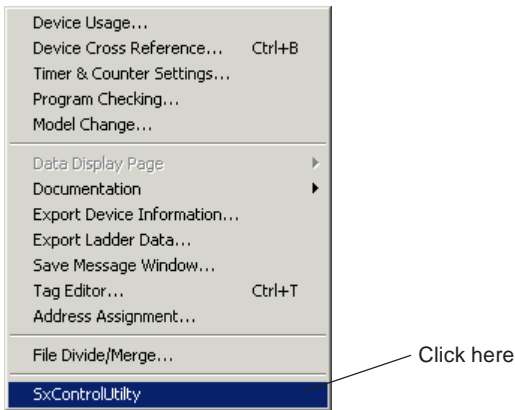 Device Usage...
Device Cross Reference... Ctrl+B
Timer & Counter Settings...
Program Checking...
Model Change...
Data Display Page
Documentation
Export Device Information...
Export Ladder Data...
Save Message Window...
Tag Editor... Ctrl+T
Address Assignment...
File Divide/Merge...
Click here
SxControlUtilty